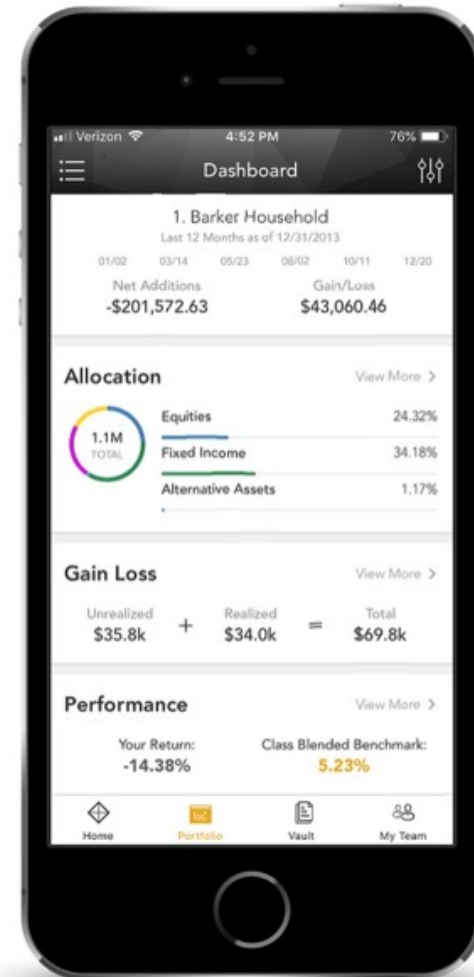 Verizon 4:52 PM 76%
Dashboard
1. Barker Household
Last 12 Months as of 12/31/2013
01/02 03/14 05/23 08/02 10/11 12/20
Net Additions Gain/Loss
-$201,572.63 $43,060.46
Allocation View More >
1.1M
TOTAL
Equities 24.32%
Fixed Income 34.18%
Alternative Assets 1.17%
Gain Loss View More >
Unrealized Realized Total
$35.8k + $34.0k = $69.8k
Performance View More >
Your Return: Class Blended Benchmark:
-14.38% 5.23%
Home Portfolio Vault My Team